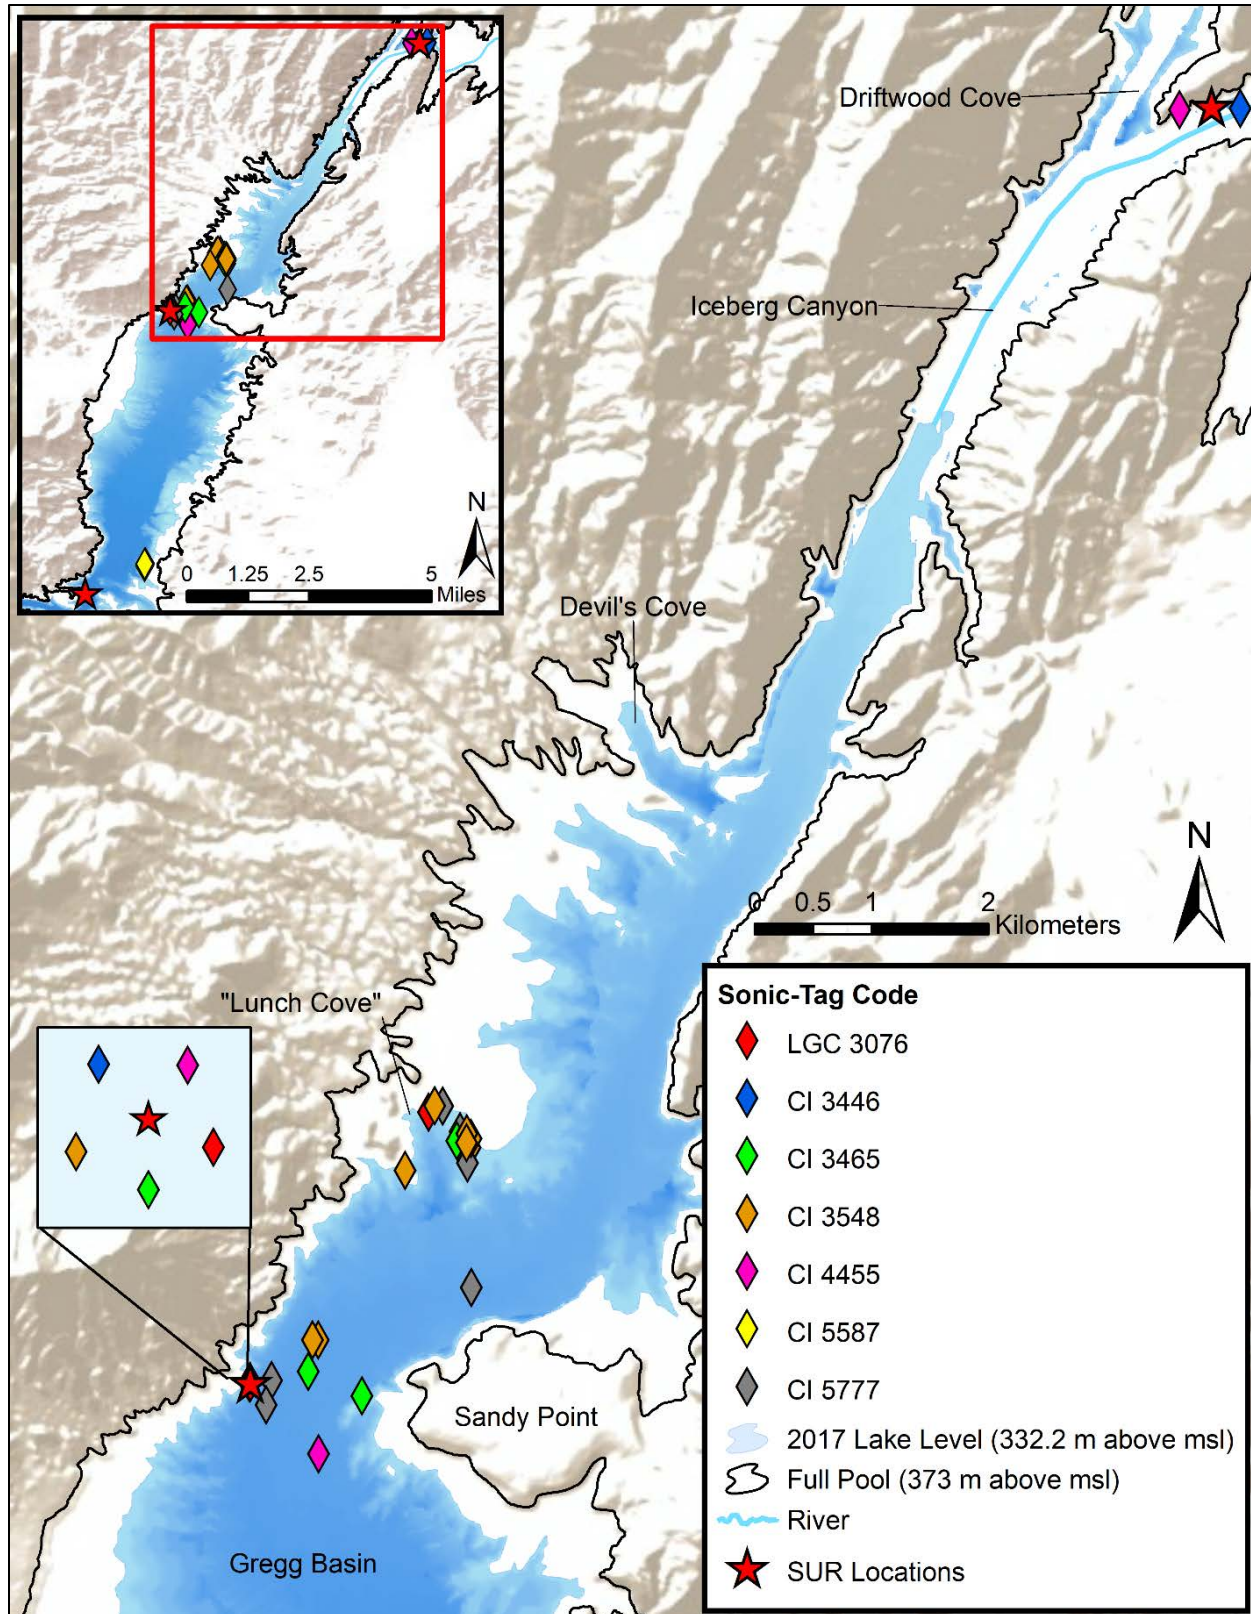 N
0 1.25 2.5 5
Miles
Driftwood Cove
Iceberg Canyon
Devil's Cove
N
0 0.5 1 2
Kilometers
"Lunch Cove"
Sandy Point
Gregg Basin
Sonic-Tag Code
LGC 3076
CI 3446
CI 3465
CI 3548
CI 4455
CI 5587
CI 5777
2017 Lake Level (332.2 m above msl)
Full Pool (373 m above msl)
River
SUR Locations